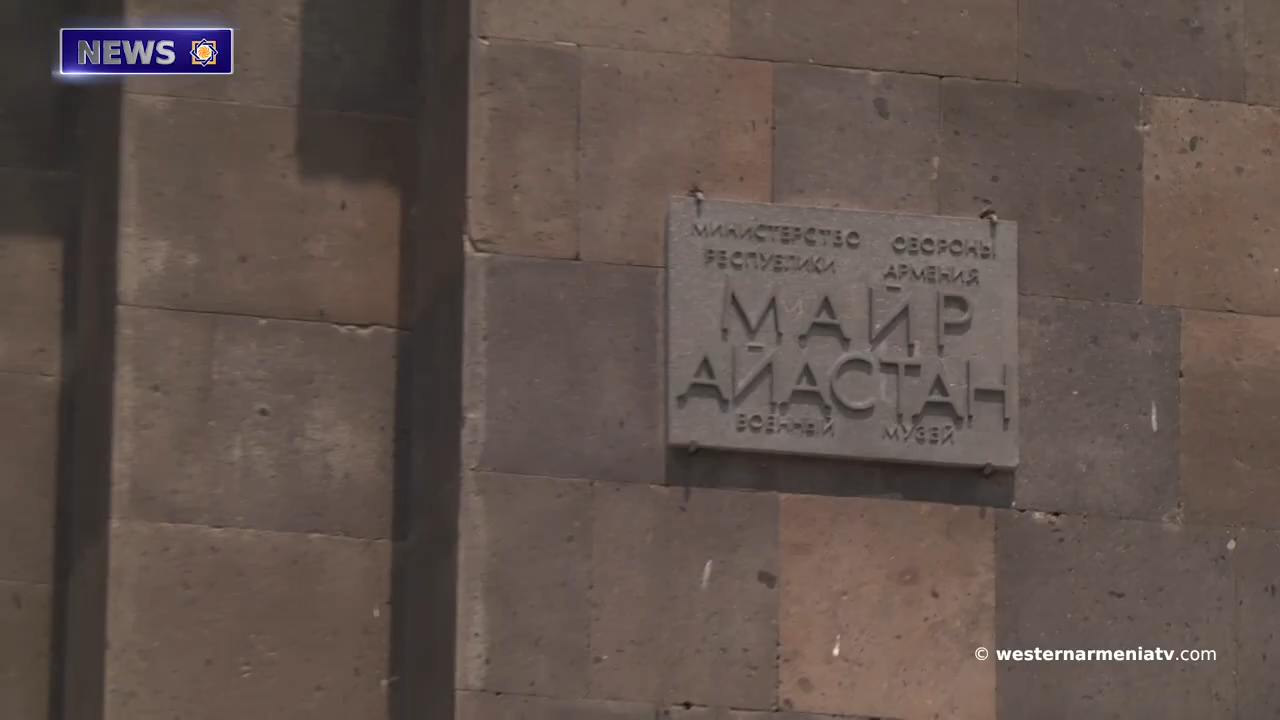 NEWS
МИНИСТЕРСТВО ОБОРОНЫ
РЕСПУБЛИКИ АРМЕНИЯ
МАЙР
АЙАСТАН
ВОЕННЫЙ МУЗЕЙ
© westernarmeniatv.com